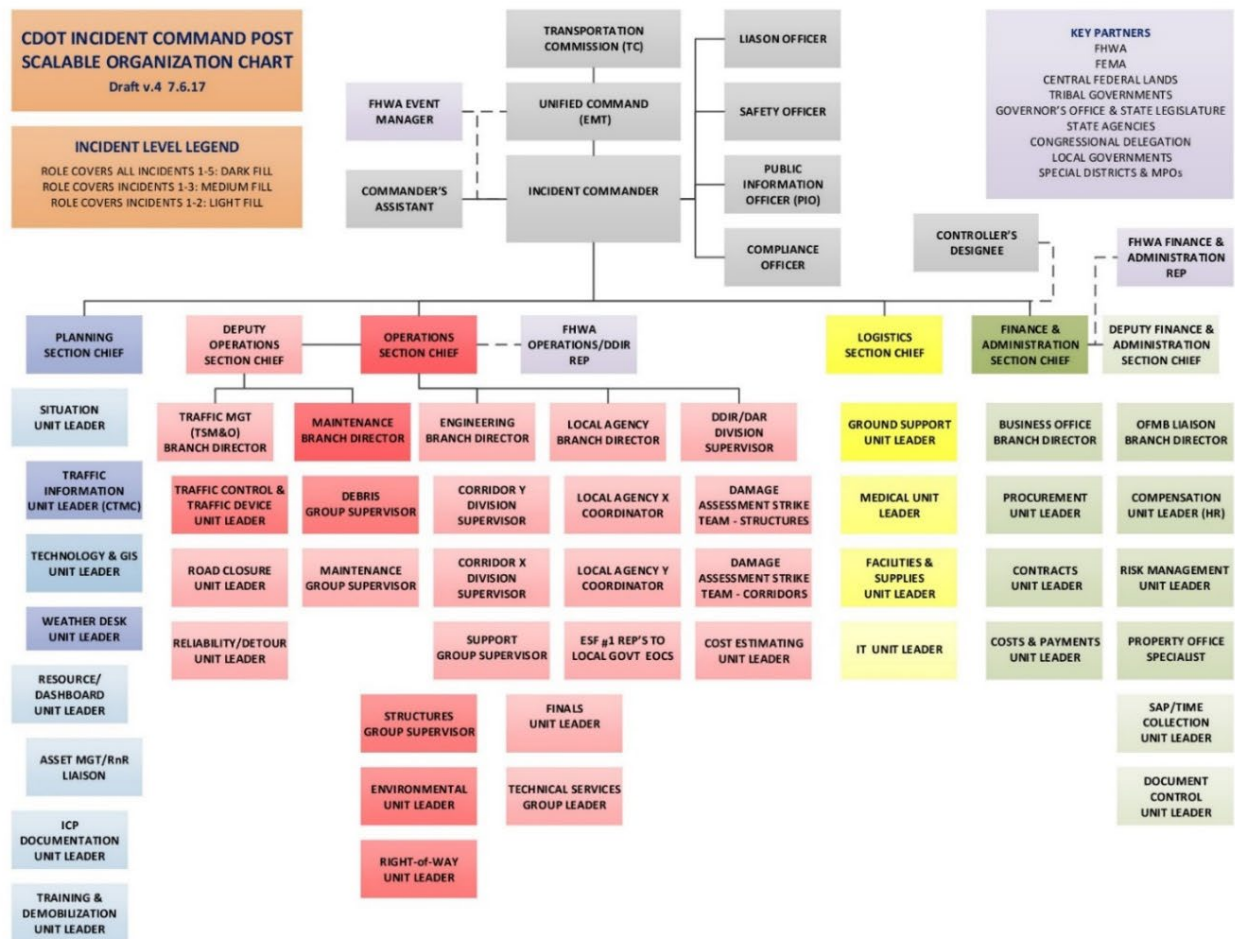 CDOT INCIDENT COMMAND POST
SCALABLE ORGANIZATION CHART
Draft v.4 7.6.17
INCIDENT LEVEL LEGEND
ROLE COVERS ALL INCIDENTS 1-5: DARK FILL
ROLE COVERS INCIDENTS 1-3: MEDIUM FILL
ROLE COVERS INCIDENTS 1-2: LIGHT FILL
TRANSPORTATION
COMMISSION (TC)
FHWA EVENT
MANAGER
UNIFIED COMMAND
(EMT)
COMMANDER'S
ASSISTANT
INCIDENT COMMANDER
LIASON OFFICER
SAFETY OFFICER
PUBLIC
INFORMATION
OFFICER (PIO)
COMPLIANCE
OFFICER
KEY PARTNERS
FHWA
FEMA
CENTRAL FEDERAL LANDS
TRIBAL GOVERNMENTS
GOVERNOR'S OFFICE & STATE LEGISLATURE
STATE AGENCIES
CONGRESSIONAL DELEGATION
LOCAL GOVERNMENTS
SPECIAL DISTRICTS & MPOs
CONTROLLER'S
DESIGNEE
FHWA FINANCE &
ADMINISTRATION
REP
PLANNING
SECTION CHIEF
DEPUTY
OPERATIONS
SECTION CHIEF
OPERATIONS
SECTION CHIEF
FHWA
OPERATIONS/DDIR
REP
LOGISTICS
SECTION CHIEF
FINANCE &
ADMINISTRATION
SECTION CHIEF
DEPUTY FINANCE &
ADMINISTRATION
SECTION CHIEF
SITUATION
UNIT LEADER
TRAFFIC MGT
(TSM&O)
BRANCH DIRECTOR
MAINTENANCE
BRANCH DIRECTOR
ENGINEERING
BRANCH DIRECTOR
LOCAL AGENCY
BRANCH DIRECTOR
DDIR/DAR
DIVISION
SUPERVISOR
GROUND SUPPORT
UNIT LEADER
BUSINESS OFFICE
BRANCH DIRECTOR
OFMB LIAISON
BRANCH DIRECTOR
TRAFFIC
INFORMATION
UNIT LEADER (CTMC)
TRAFFIC CONTROL &
TRAFFIC DEVICE
UNIT LEADER
DEBRIS
GROUP SUPERVISOR
CORRIDOR Y
DIVISION
SUPERVISOR
LOCAL AGENCY X
COORDINATOR
DAMAGE
ASSESSMENT STRIKE
TEAM - STRUCTURES
MEDICAL UNIT
LEADER
PROCUREMENT
UNIT LEADER
COMPENSATION
UNIT LEADER (HR)
TECHNOLOGY & GIS
UNIT LEADER
ROAD CLOSURE
UNIT LEADER
MAINTENANCE
GROUP SUPERVISOR
CORRIDOR X
DIVISION
SUPERVISOR
LOCAL AGENCY Y
COORDINATOR
DAMAGE
ASSESSMENT STRIKE
TEAM - CORRIDORS
FACILITIES &
SUPPLIES
UNIT LEADER
CONTRACTS
UNIT LEADER
RISK MANAGEMENT
UNIT LEADER
WEATHER DESK
UNIT LEADER
RELIABILITY/DETOUR
UNIT LEADER
SUPPORT
GROUP SUPERVISOR
ESF #1 REP'S TO
LOCAL GOVT EOCS
COST ESTIMATING
UNIT LEADER
IT UNIT LEADER
COSTS & PAYMENTS
UNIT LEADER
PROPERTY OFFICE
SPECIALIST
RESOURCE/
DASHBOARD
UNIT LEADER
STRUCTURES
GROUP SUPERVISOR
FINALS
UNIT LEADER
SAP/TIME
COLLECTION
UNIT LEADER
ASSET MGT/RnR
LIAISON
ENVIRONMENTAL
UNIT LEADER
TECHNICAL SERVICES
GROUP LEADER
DOCUMENT
CONTROL
UNIT LEADER
ICP
DOCUMENTATION
UNIT LEADER
RIGHT-of-WAY
UNIT LEADER
TRAINING &
DEMOBILIZATION
UNIT LEADER